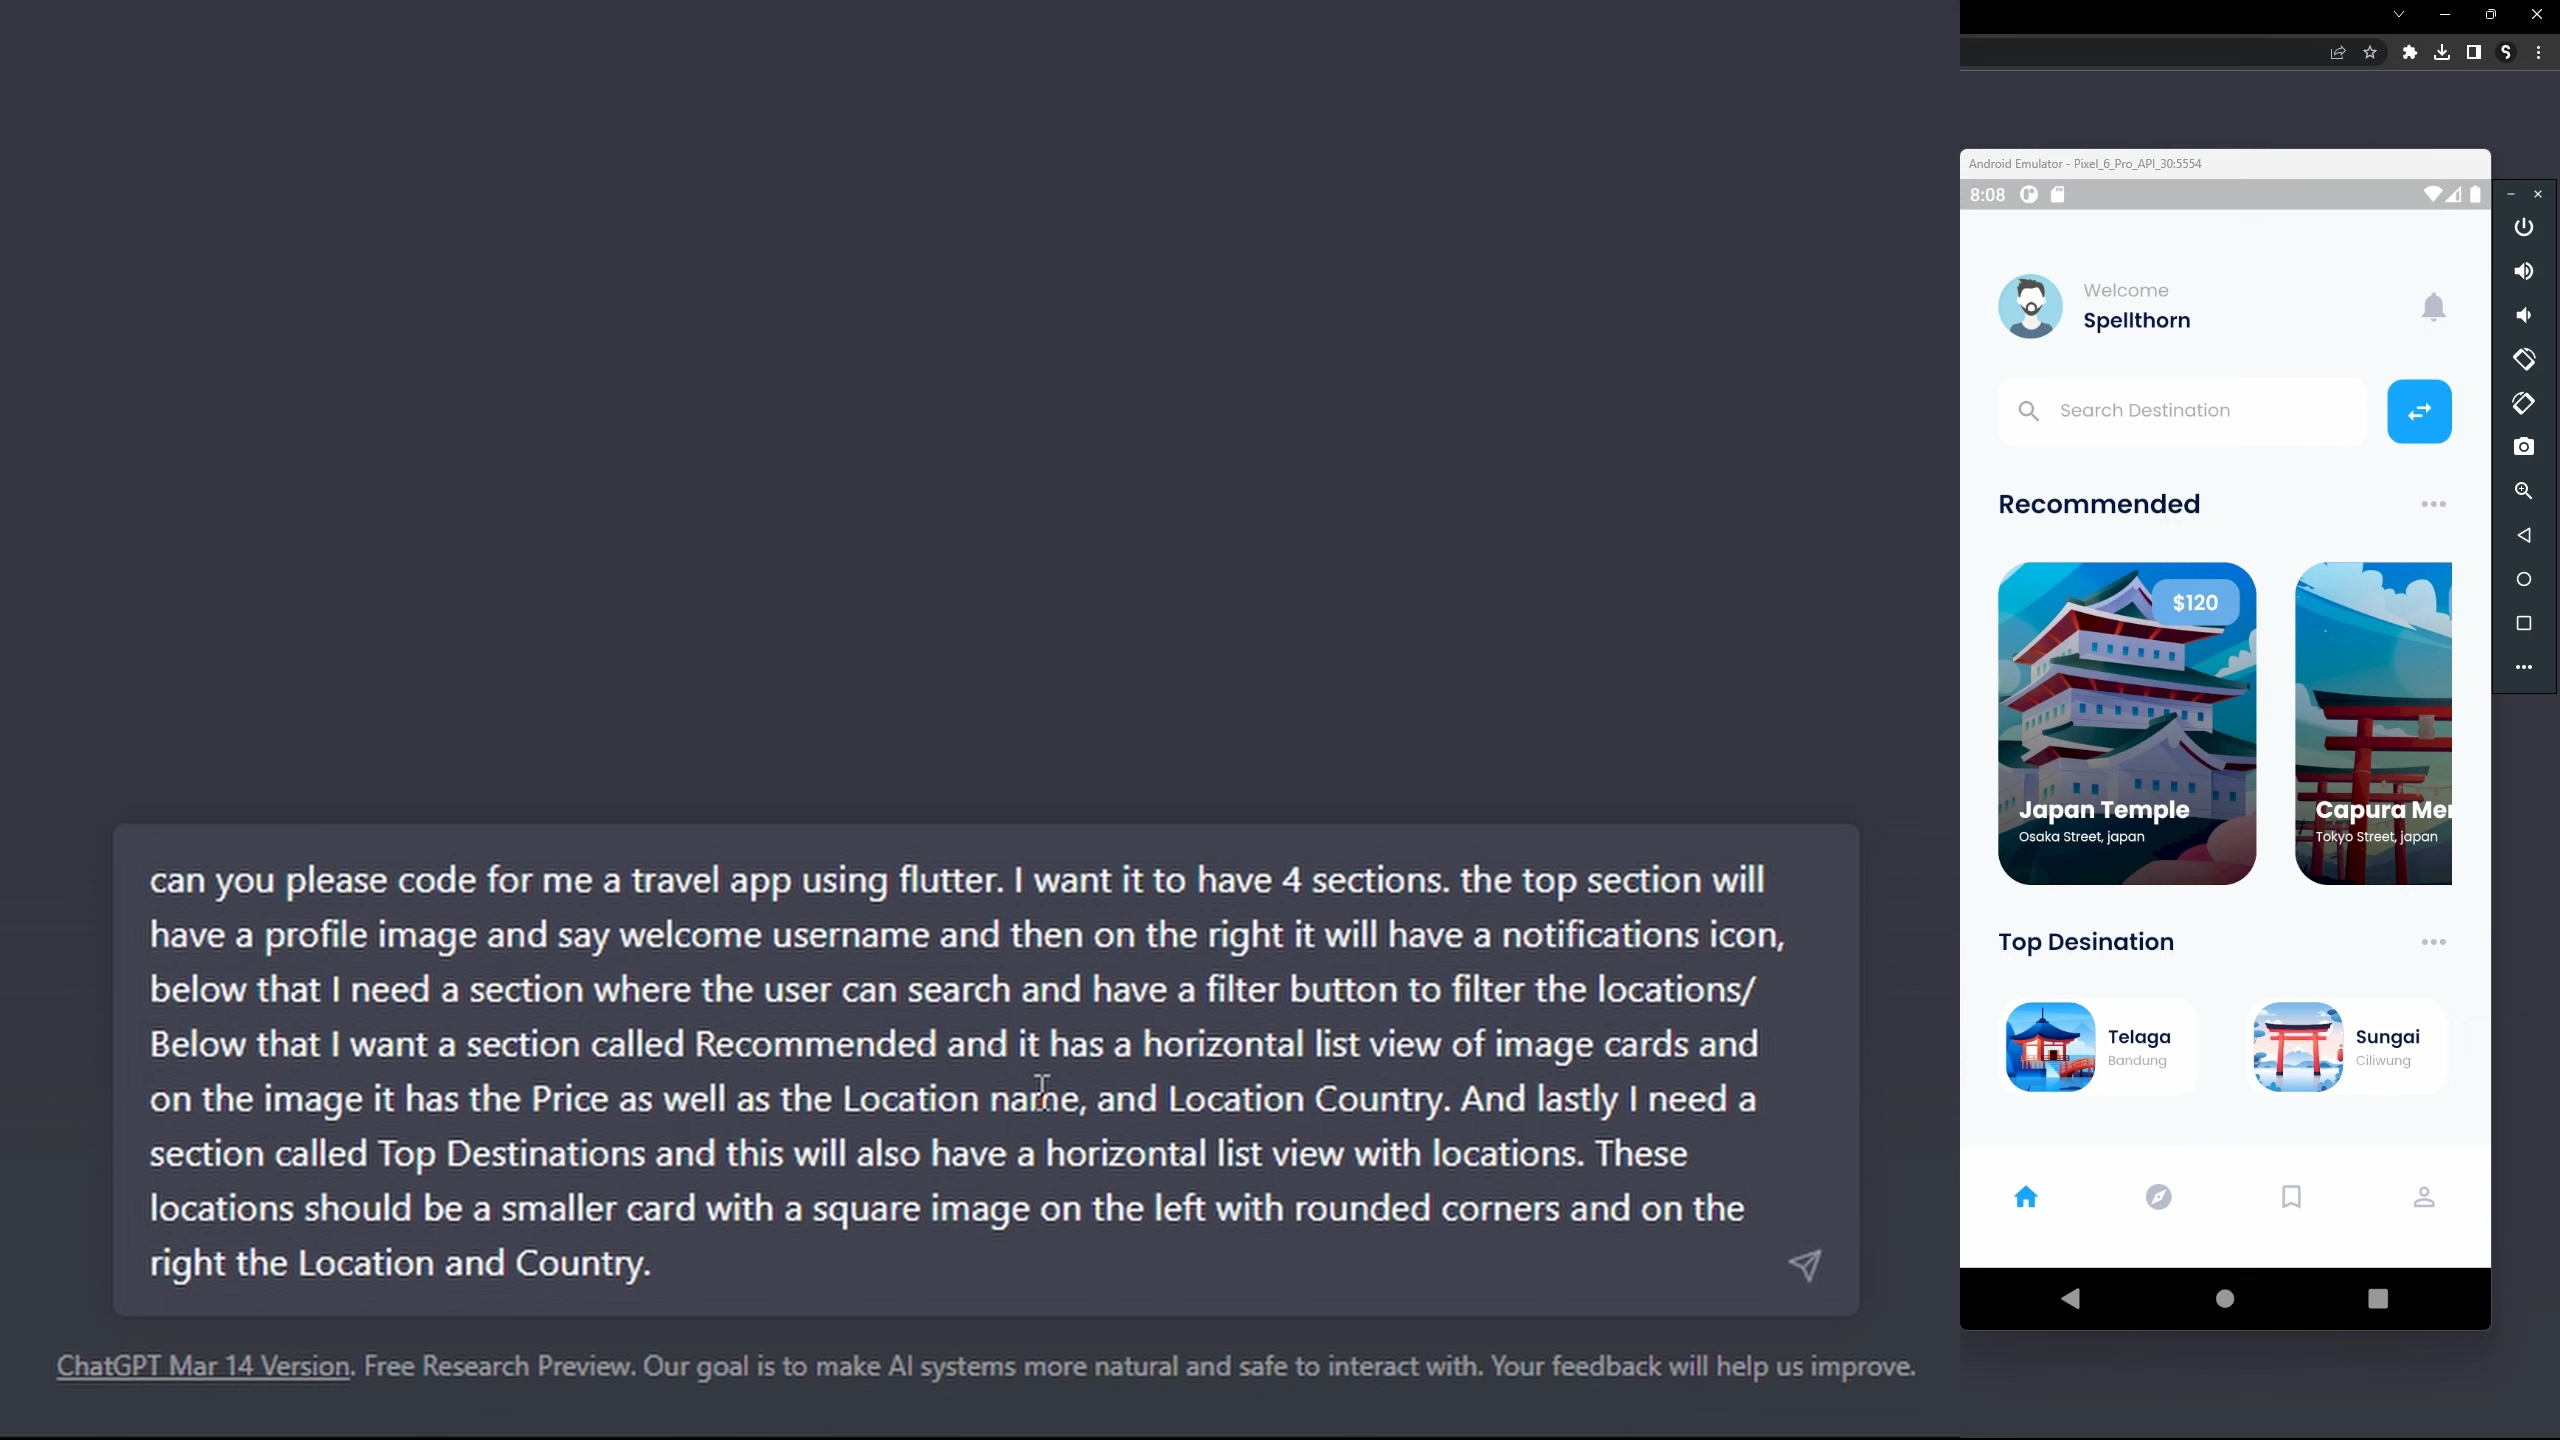 can you please code for me a travel app using flutter. I want it to have 4 sections. the top section will
have a profile image and say welcome username and then on the right it will have a notifications icon,
below that I need a section where the user can search and have a filter button to filter the locations/
Below that I want a section called Recommended and it has a horizontal list view of image cards and
on the image it has the Price as well as the Location name, and Location Country. And lastly I need a
section called Top Destinations and this will also have a horizontal list view with locations. These
locations should be a smaller card with a square image on the left with rounded corners and on the
right the Location and Country.
ChatGPT Mar 14 Version. Free Research Preview. Our goal is to make AI systems more natural and safe to interact with. Your feedback will help us improve.
Android Emulator - Pixel_6_Pro_API_30:5554
8:08
Welcome
Spellthorn
Search Destination
Recommended
$120
Japan Temple
Osaka Street, japan
Capura Mer
Tokyo Street, japan
Top Desination
Telaga
Bandung
Sungai
Ciliwung